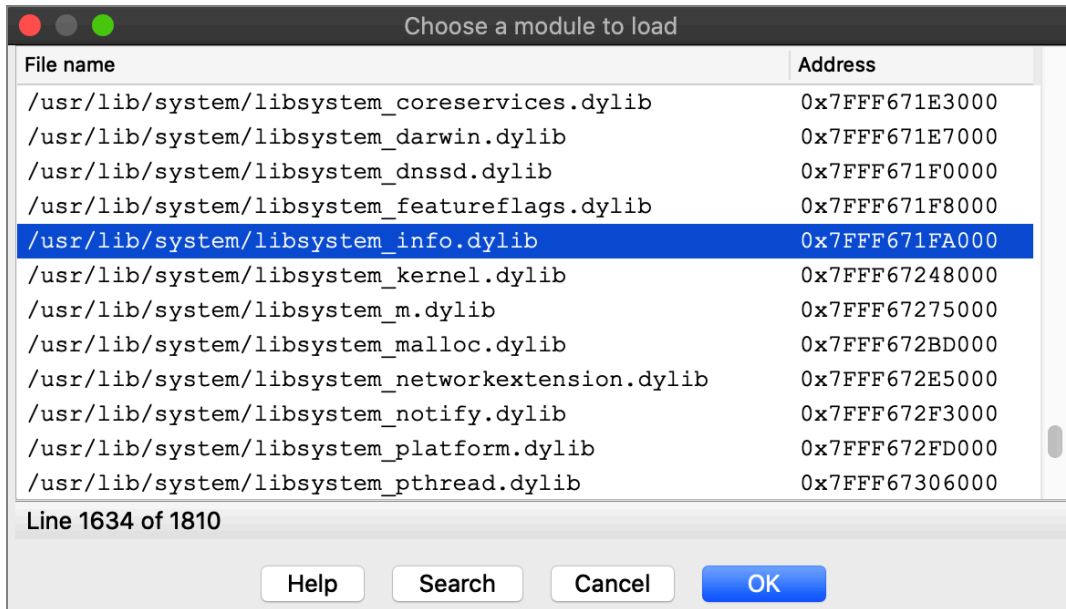 Choose a module to load
File name Address
/usr/lib/system/libsystem_coreservices.dylib 0x7FFF671E3000
/usr/lib/system/libsystem_darwin.dylib 0x7FFF671E7000
/usr/lib/system/libsystem_dnssd.dylib 0x7FFF671F0000
/usr/lib/system/libsystem_featureflags.dylib 0x7FFF671F8000
/usr/lib/system/libsystem_info.dylib 0x7FFF671FA000
/usr/lib/system/libsystem_kernel.dylib 0x7FFF67248000
/usr/lib/system/libsystem_m.dylib 0x7FFF67275000
/usr/lib/system/libsystem_malloc.dylib 0x7FFF672BD000
/usr/lib/system/libsystem_networkextension.dylib 0x7FFF672E5000
/usr/lib/system/libsystem_notify.dylib 0x7FFF672F3000
/usr/lib/system/libsystem_platform.dylib 0x7FFF672FD000
/usr/lib/system/libsystem_pthread.dylib 0x7FFF67306000
Line 1634 of 1810
Help Search Cancel OK